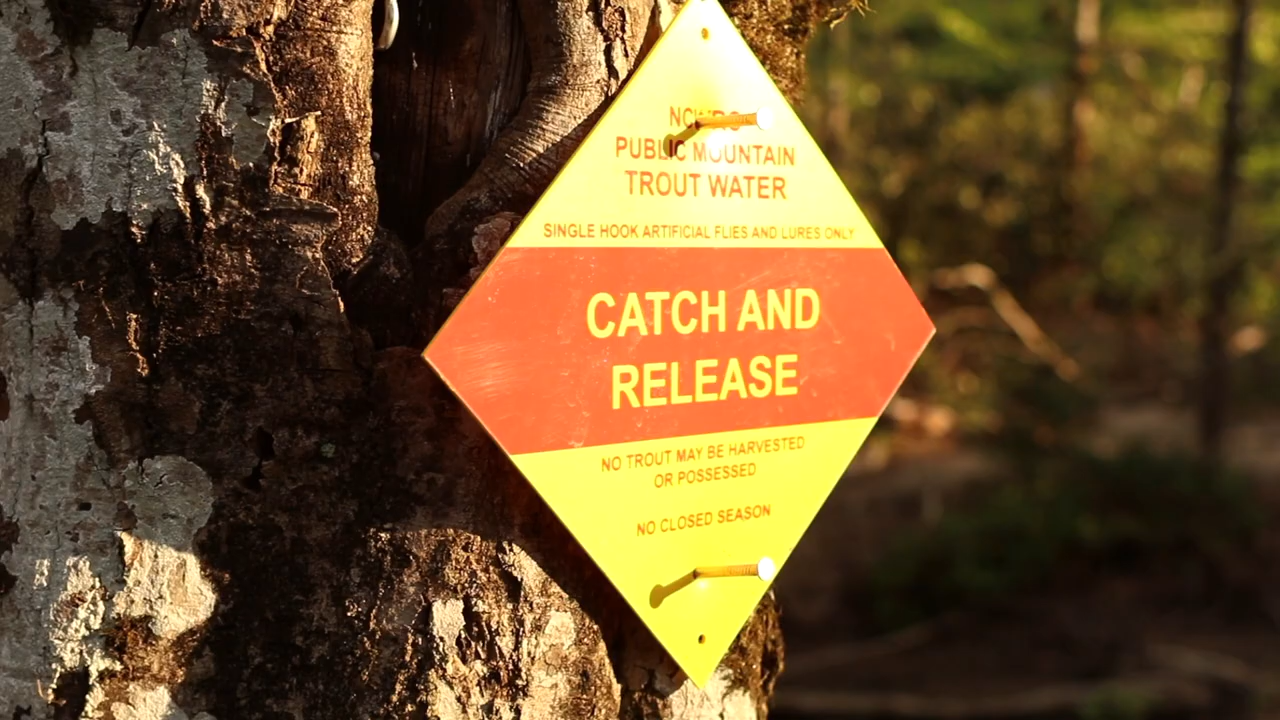 PUBLIC MOUNTAIN
TROUT WATER
SINGLE HOOK ARTIFICIAL FLIES AND LURES ONLY
CATCH AND
RELEASE
NO TROUT MAY BE HARVESTED
OR POSSESSED
NO CLOSED SEASON